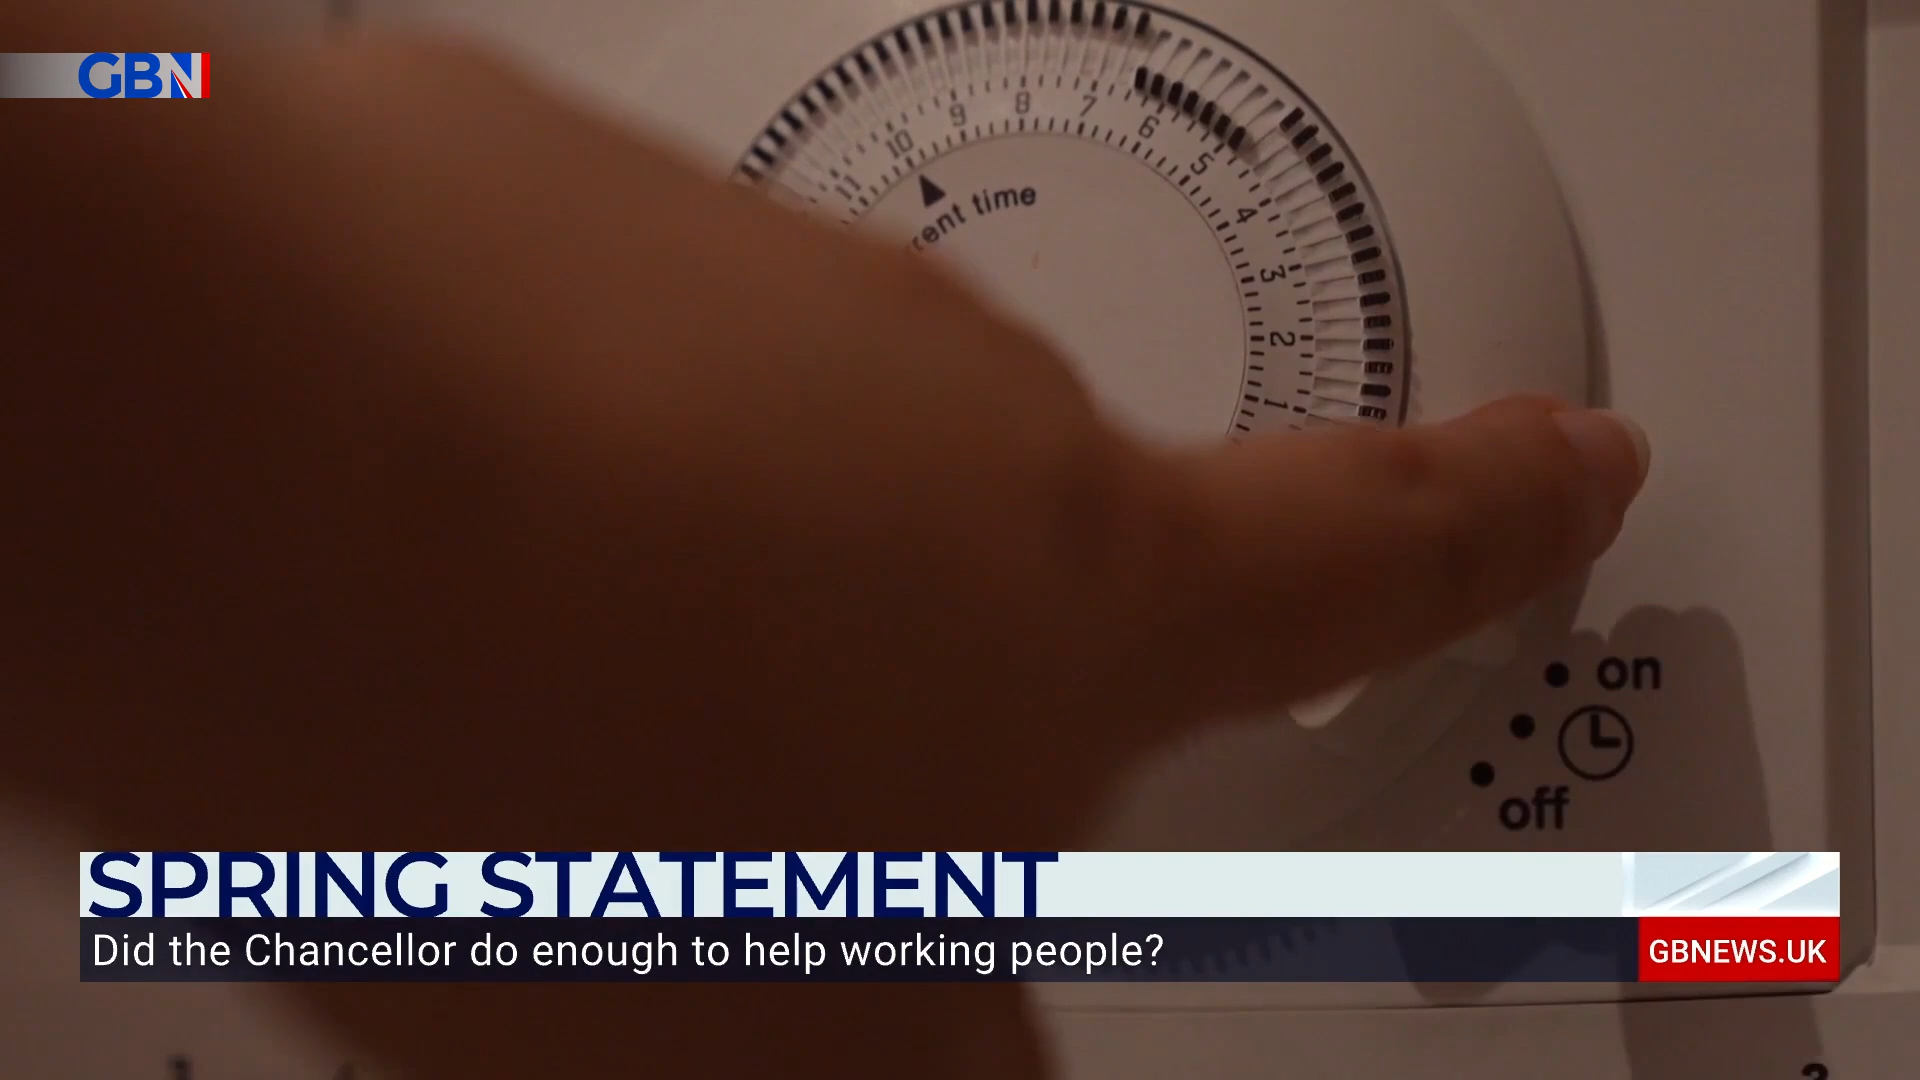 GBN
11 10 9 8 7 6 5 4 3 2 1
rent time
on
off
SPRING STATEMENT
Did the Chancellor do enough to help working people?
GBNEWS.UK